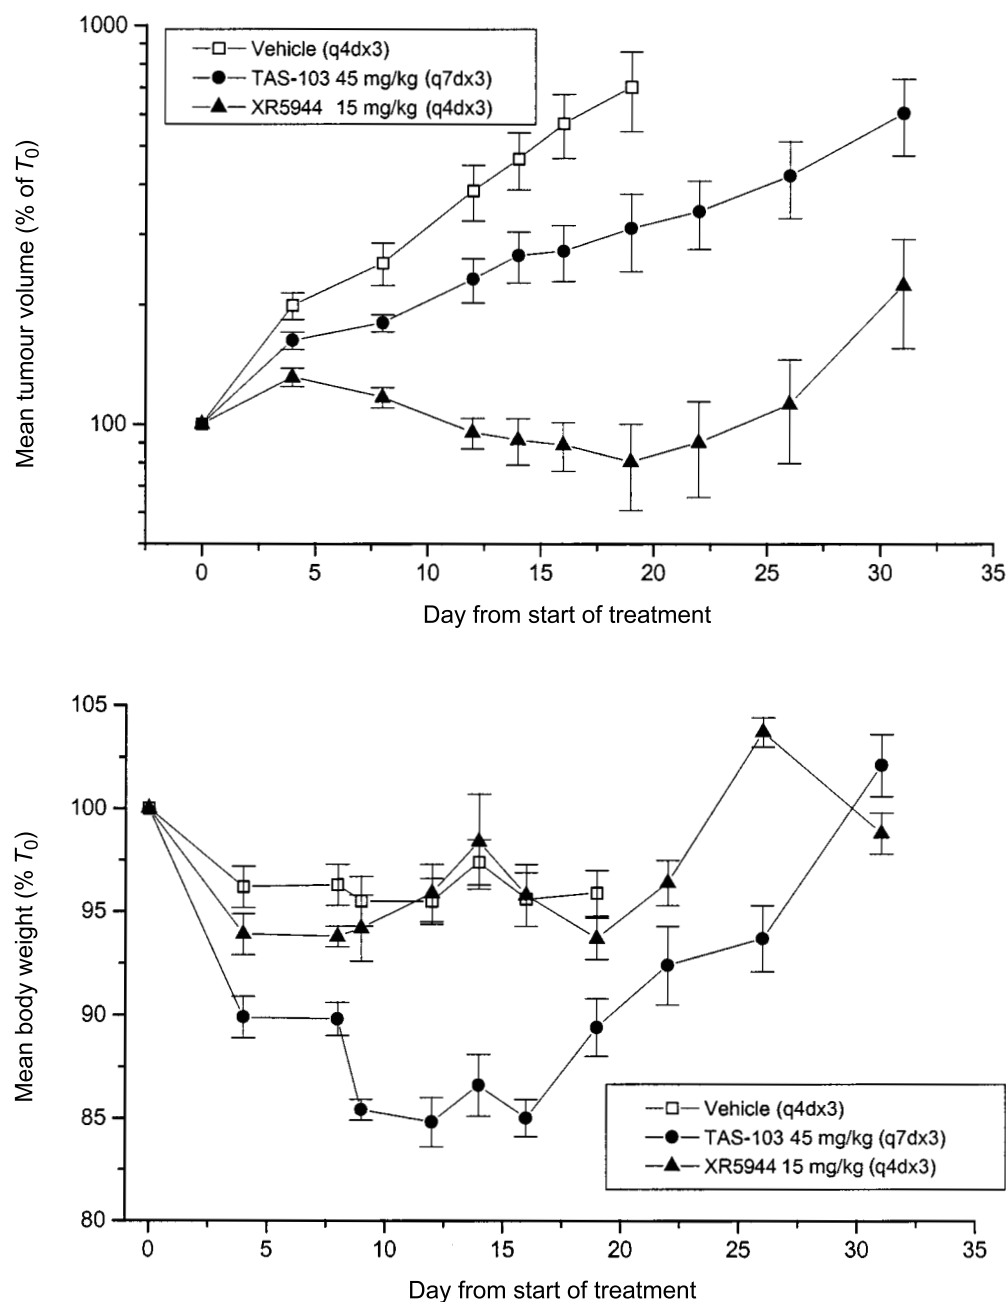 1000
Vehicle (q4dx3)
TAS-103 45 mg/kg (q7dx3)
XR5944 15 mg/kg (q4dx3)
Mean tumour volume (% of T0)
100
0 5 10 15 20 25 30 35
Day from start of treatment
105
100
95
90
85
80
Mean body weight (% T0)
Vehicle (q4dx3)
TAS-103 45 mg/kg (q7dx3)
XR5944 15 mg/kg (q4dx3)
0 5 10 15 20 25 30 35
Day from start of treatment